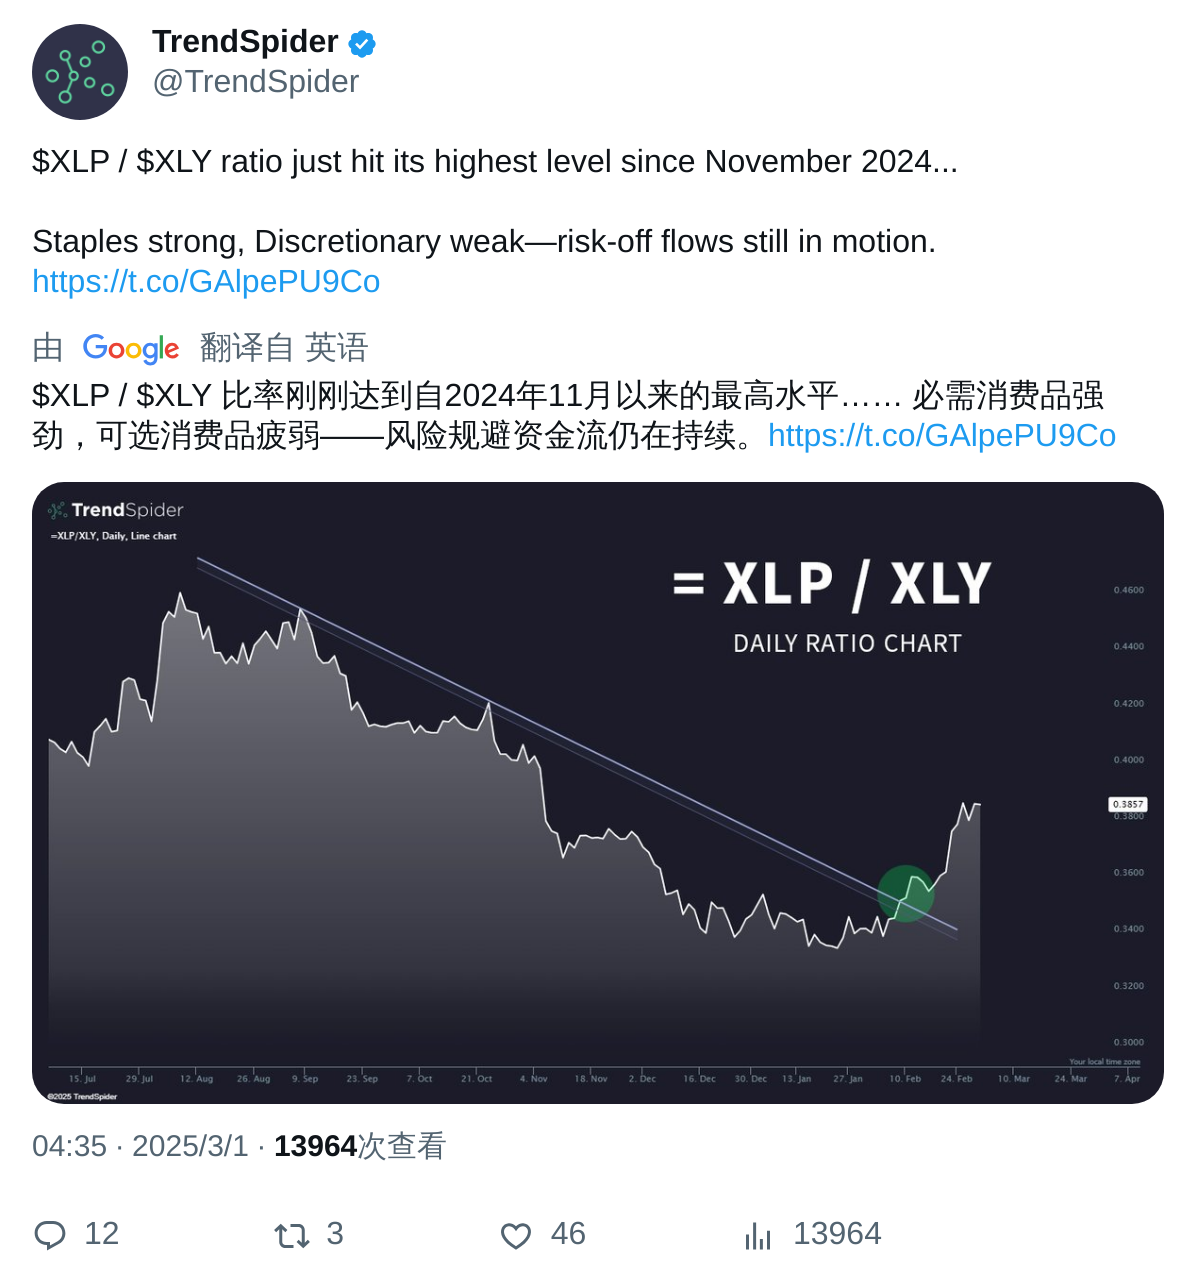 TrendSpider
@TrendSpider
$XLP / $XLY ratio just hit its highest level since November 2024...
Staples strong, Discretionary weak—risk-off flows still in motion.
https://t.co/GAlpePU9Co
由 Google 翻译自 英语
$XLP / $XLY 比率刚刚达到自2024年11月以来的最高水平…… 必需消费品强
劲，可选消费品疲弱——风险规避资金流仍在持续。https://t.co/GAlpePU9Co
TrendSpider
=XLP/XLY, Daily, Line chart
= XLP / XLY
DAILY RATIO CHART
0.4600
0.4400
0.4200
0.4000
0.3857
0.3800
0.3600
0.3400
0.3200
0.3000
Your local time zone
15. Jul 29. Jul 12. Aug 26. Aug 9. Sep 23. Sep 7. Oct 21. Oct 4. Nov 18. Nov 2. Dec 16. Dec 30. Dec 13. Jan 27. Jan 10. Feb 24. Feb 10. Mar 24. Mar 7. Apr
©2025 TrendSpider
04:35 · 2025/3/1 · 13964次查看
12 3 46 13964